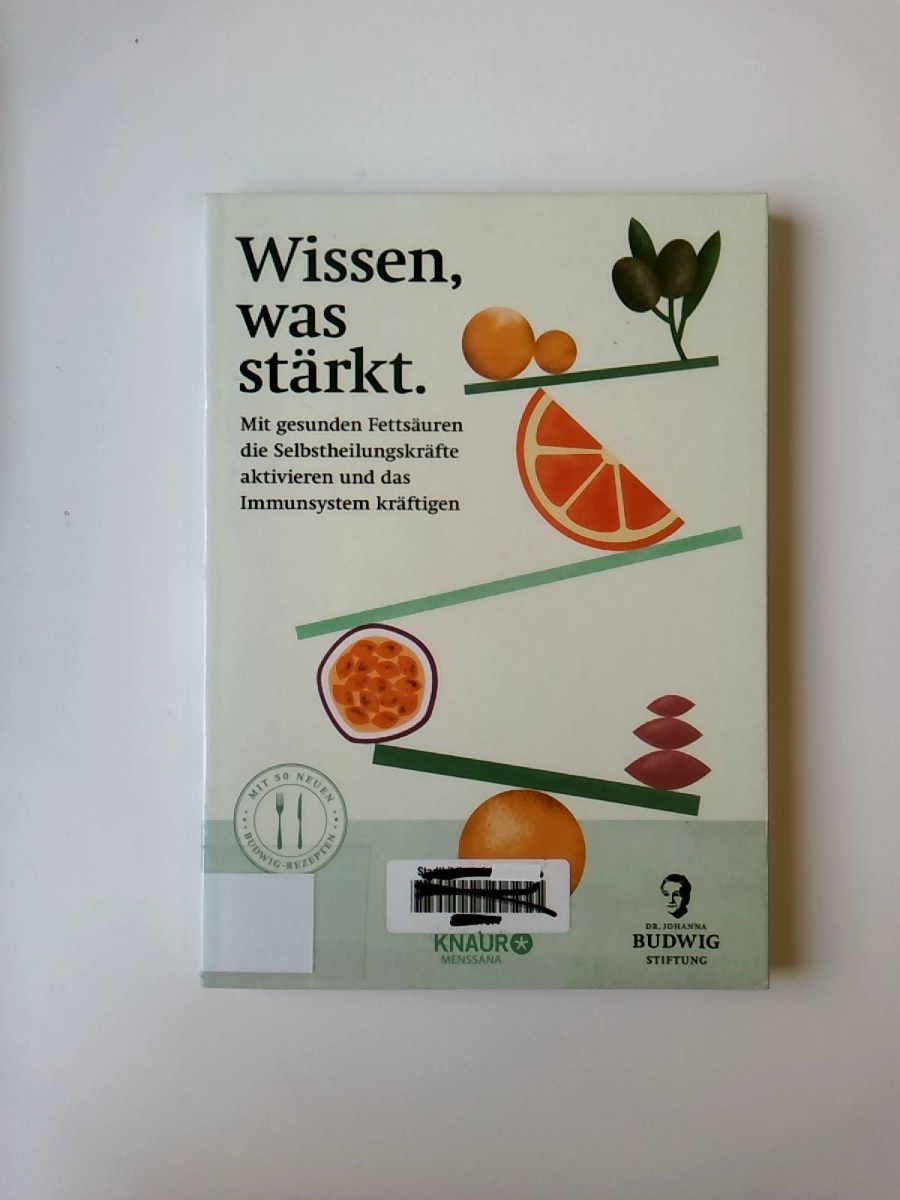 Wissen,
was
stärkt.
Mit gesunden Fettsäuren
die Selbstheilungskräfte
aktivieren und das
Immunsystem kräftigen
MIT 50 NEUEN
BUDWIG-REZEPTEN
KNAUR
MENSSANA
DR. JOHANNA
BUDWIG
STIFTUNG